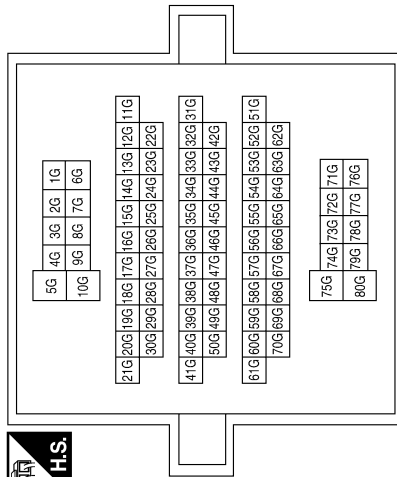 H.S.
5G 4G 3G 2G 1G
10G 9G 8G 7G 6G
21G 20G 19G 18G 17G 16G 15G 14G 13G 12G 11G
30G 29G 28G 27G 26G 25G 24G 23G 22G
41G 40G 39G 38G 37G 36G 35G 34G 33G 32G 31G
50G 49G 48G 47G 46G 45G 44G 43G 42G
61G 60G 59G 58G 57G 56G 55G 54G 53G 52G 51G
70G 69G 68G 67G 66G 65G 64G 63G 62G
75G 74G 73G 72G 71G
80G 79G 78G 77G 76G